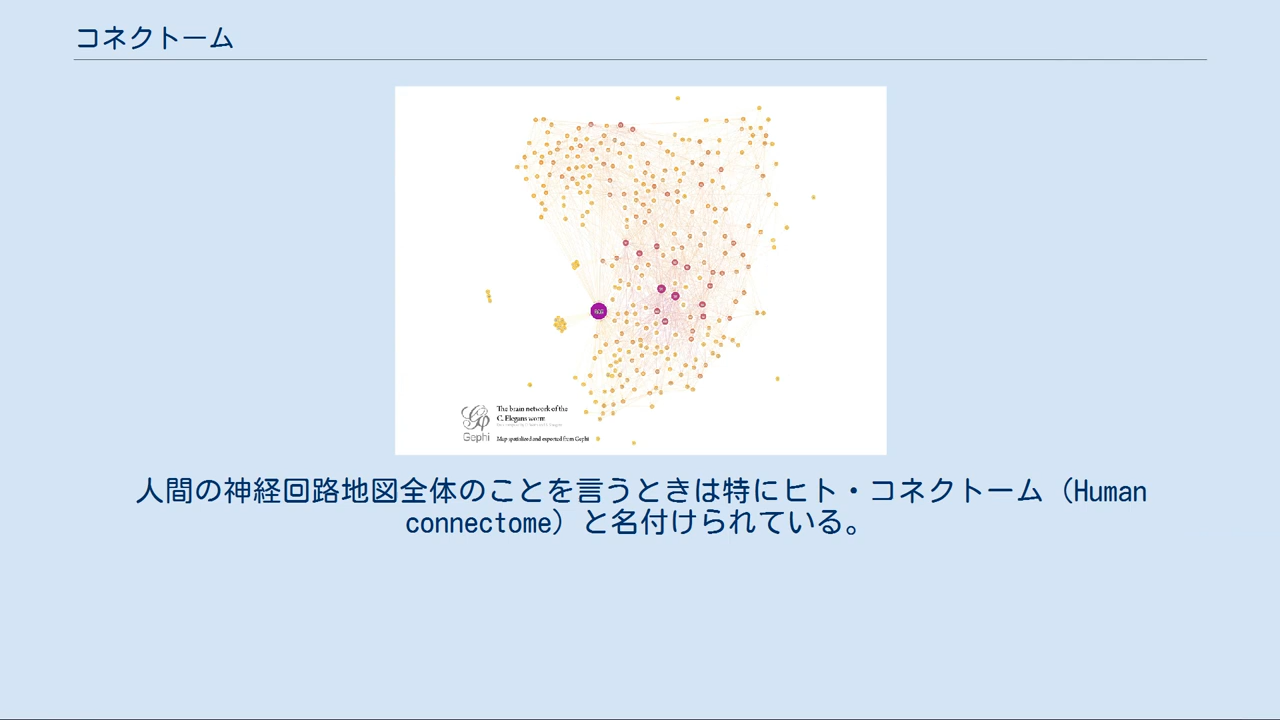 コネクトーム
The brain network of the
C. Elegans worm
Gephi
Map spatialized and exported from Gephi
人間の神経回路地図全体のことを言うときは特にヒト・コネクトーム（Human
connectome）と名付けられている。